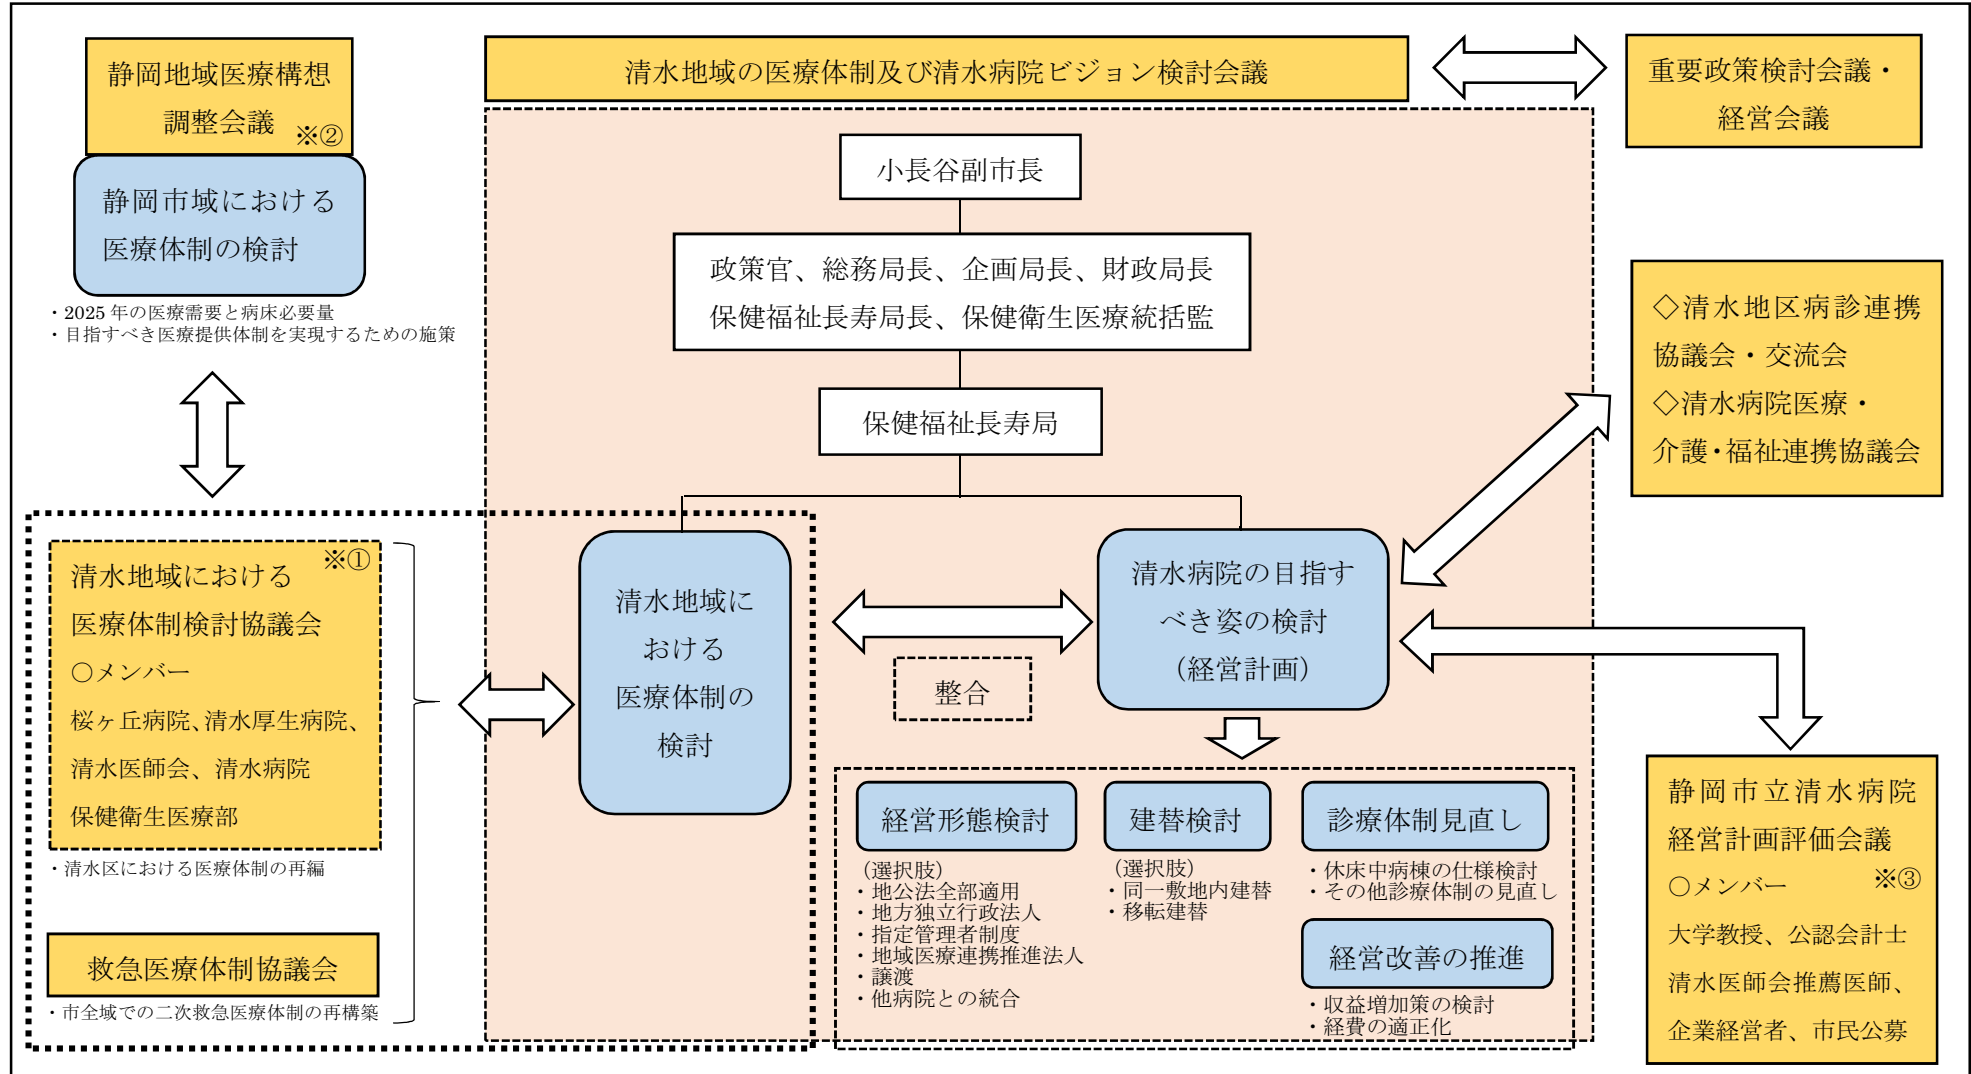 静岡地域医療構想
調整会議 ※②
静岡市域における
医療体制の検討
・2025 年の医療需要と病床必要量
・目指すべき医療提供体制を実現するための施策
清水地域の医療体制及び清水病院ビジョン検討会議
重要政策検討会議・
経営会議
小長谷副市長
政策官、総務局長、企画局長、財政局長
保健福祉長寿局長、保健衛生医療統括監
保健福祉長寿局
◇清水地区病診連携
協議会・交流会
◇清水病院医療・
介護・福祉連携協議会
※①
清水地域における
医療体制検討協議会
○メンバー
桜ヶ丘病院、清水厚生病院、
清水医師会、清水病院
保健衛生医療部
・清水区における医療体制の再編
救急医療体制協議会
・市全域での二次救急医療体制の再構築
清水地域に
おける
医療体制の
検討
整合
清水病院の目指す
べき姿の検討
（経営計画）
経営形態検討
（選択肢）
・地公法全部適用
・地方独立行政法人
・指定管理者制度
・地域医療連携推進法人
・譲渡
・他病院との統合
建替検討
（選択肢）
・同一敷地内建替
・移転建替
診療体制見直し
・休床中病棟の仕様検討
・その他診療体制の見直し
経営改善の推進
・収益増加策の検討
・経費の適正化
静岡市立清水病院
経営計画評価会議
○メンバー ※③
大学教授、公認会計士
清水医師会推薦医師、
企業経営者、市民公募